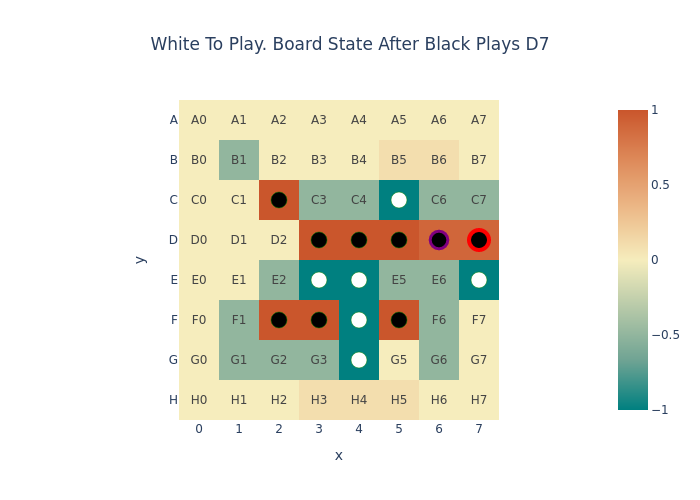 White To Play. Board State After Black Plays D7
A A0 A1 A2 A3 A4 A5 A6 A7
B B0 B1 B2 B3 B4 B5 B6 B7
C C0 C1 C3 C4 C6 C7
D D0 D1 D2
E E0 E1 E2 E5 E6
F F0 F1 F6 F7
G G0 G1 G2 G3 G5 G6 G7
H H0 H1 H2 H3 H4 H5 H6 H7
0 1 2 3 4 5 6 7
x
y
1
0.5
0
−0.5
−1